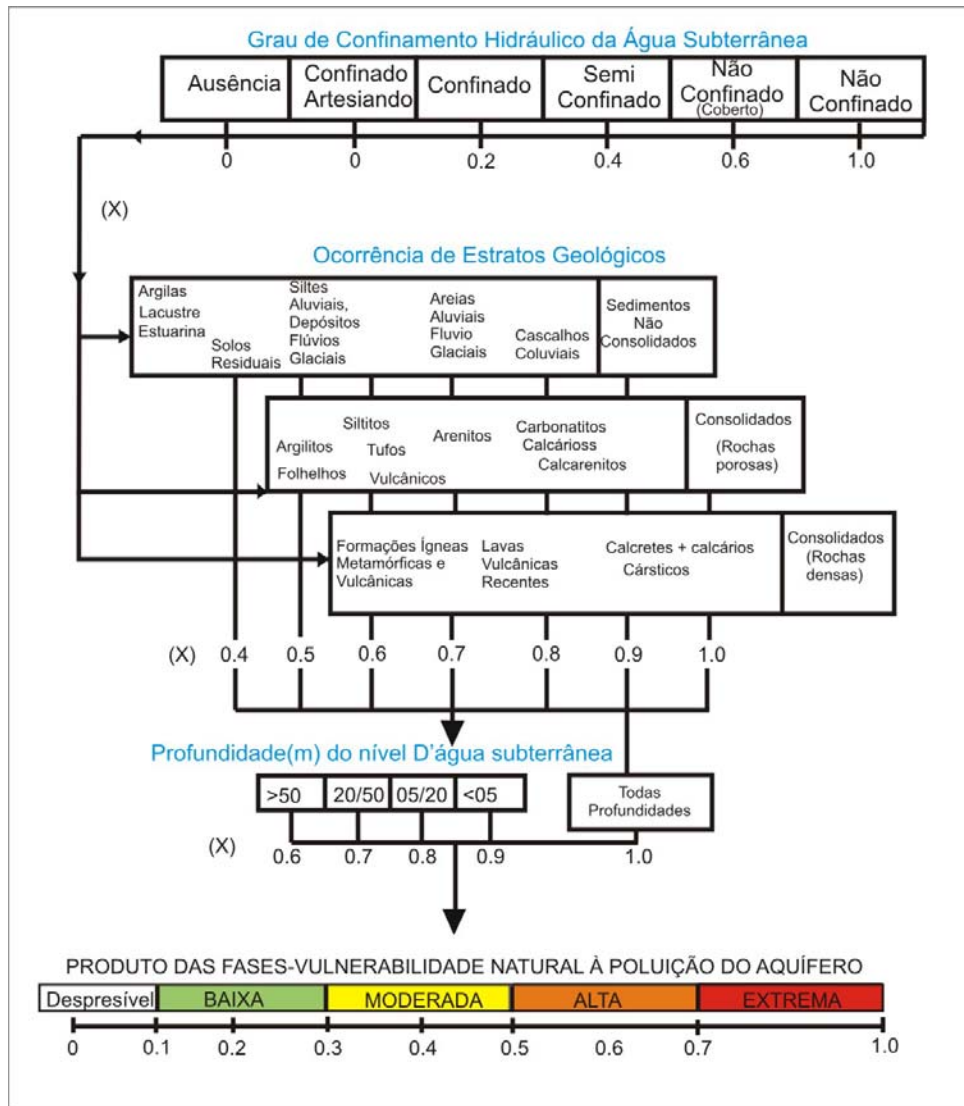 Grau de Confinamento Hidráulico da Água Subterrânea
Ausência
Confinado
Artesiando
Confinado
Semi
Confinado
Não
Confinado
(Coberto)
Não
Confinado
0
0
0.2
0.4
0.6
1.0
(X)
Ocorrência de Estratos Geológicos
Argilas
Lacustre
Estuarina
Solos
Residuais
Siltes
Aluviais,
Depósitos
Flúvios
Glaciais
Areias
Aluviais
Fluvio
Glaciais
Cascalhos
Coluviais
Sedimentos
Não
Consolidados
Argilitos
Folhelhos
Siltitos
Tufos
Vulcânicos
Arenitos
Carbonatitos
Calcárioss
Calcarenitos
Consolidados
(Rochas
porosas)
Formações Ígneas
Metamórficas e
Vulcânicas
Lavas
Vulcânicas
Recentes
Calcretes + calcários
Cársticos
Consolidados
(Rochas
densas)
(X)
0.4
0.5
0.6
0.7
0.8
0.9
1.0
Profundidade(m) do nível D'água subterrânea
>50
20/50
05/20
<05
Todas
Profundidades
(X)
0.6
0.7
0.8
0.9
1.0
PRODUTO DAS FASES-VULNERABILIDADE NATURAL À POLUIÇÃO DO AQUÍFERO
Despresível
BAIXA
MODERADA
ALTA
EXTREMA
0
0.1
0.2
0.3
0.4
0.5
0.6
0.7
1.0